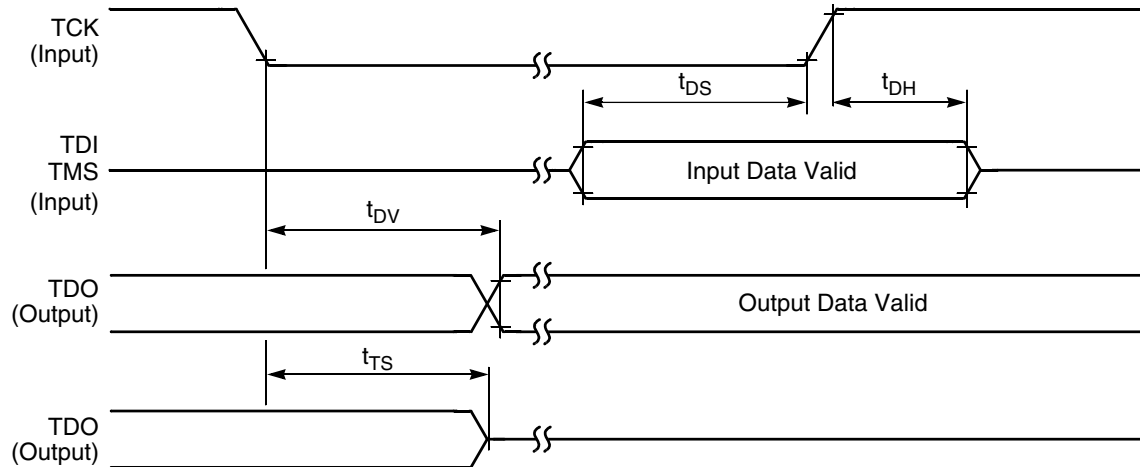 TCK
(Input)
t_DS
t_DH
TDI
TMS
(Input)
Input Data Valid
t_DV
TDO
(Output)
Output Data Valid
t_TS
TDO
(Output)